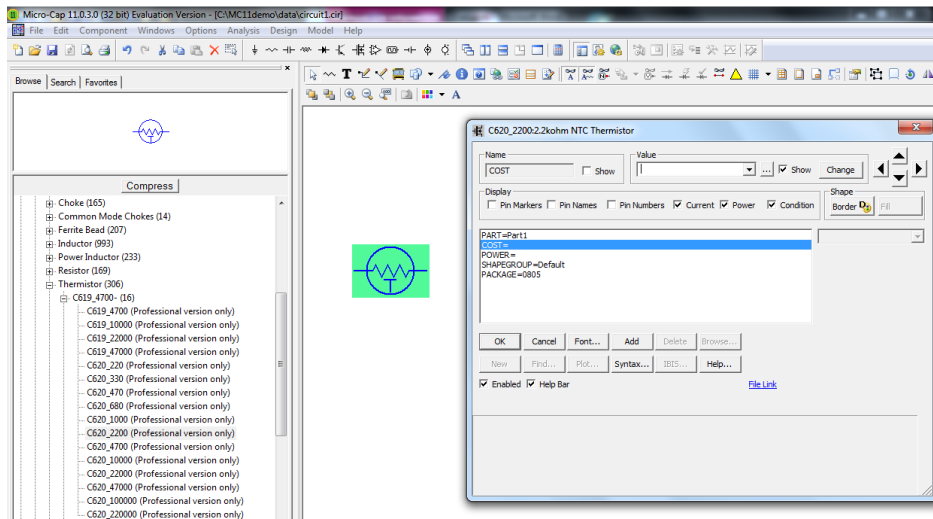 Micro-Cap 11.0.3.0 (32 bit) Evaluation Version - [C:\MC11demo\data\circuit1.cir]
File Edit Component Windows Options Analysis Design Model Help
Browse Search Favorites
Compress
Choke (165)
Common Mode Chokes (14)
Ferrite Bead (207)
Inductor (993)
Power Inductor (233)
Resistor (169)
Thermistor (306)
C619_4700- (16)
C619_4700 (Professional version only)
C619_10000 (Professional version only)
C619_22000 (Professional version only)
C619_47000 (Professional version only)
C620_220 (Professional version only)
C620_330 (Professional version only)
C620_470 (Professional version only)
C620_680 (Professional version only)
C620_1000 (Professional version only)
C620_2200 (Professional version only)
C620_4700 (Professional version only)
C620_10000 (Professional version only)
C620_22000 (Professional version only)
C620_47000 (Professional version only)
C620_100000 (Professional version only)
C620_220000 (Professional version only)
C620_2200:2.2kohm NTC Thermistor
Name
COST
Show
Value
... Show Change
Display
Pin Markers Pin Names Pin Numbers Current Power Condition
Shape
Border Fill
PART=Part1
COST=
POWER=
SHAPEGROUP=Default
PACKAGE=0805
OK Cancel Font... Add Delete Browse...
New Find... Plot... Syntax... IBIS... Help...
Enabled Help Bar File Link